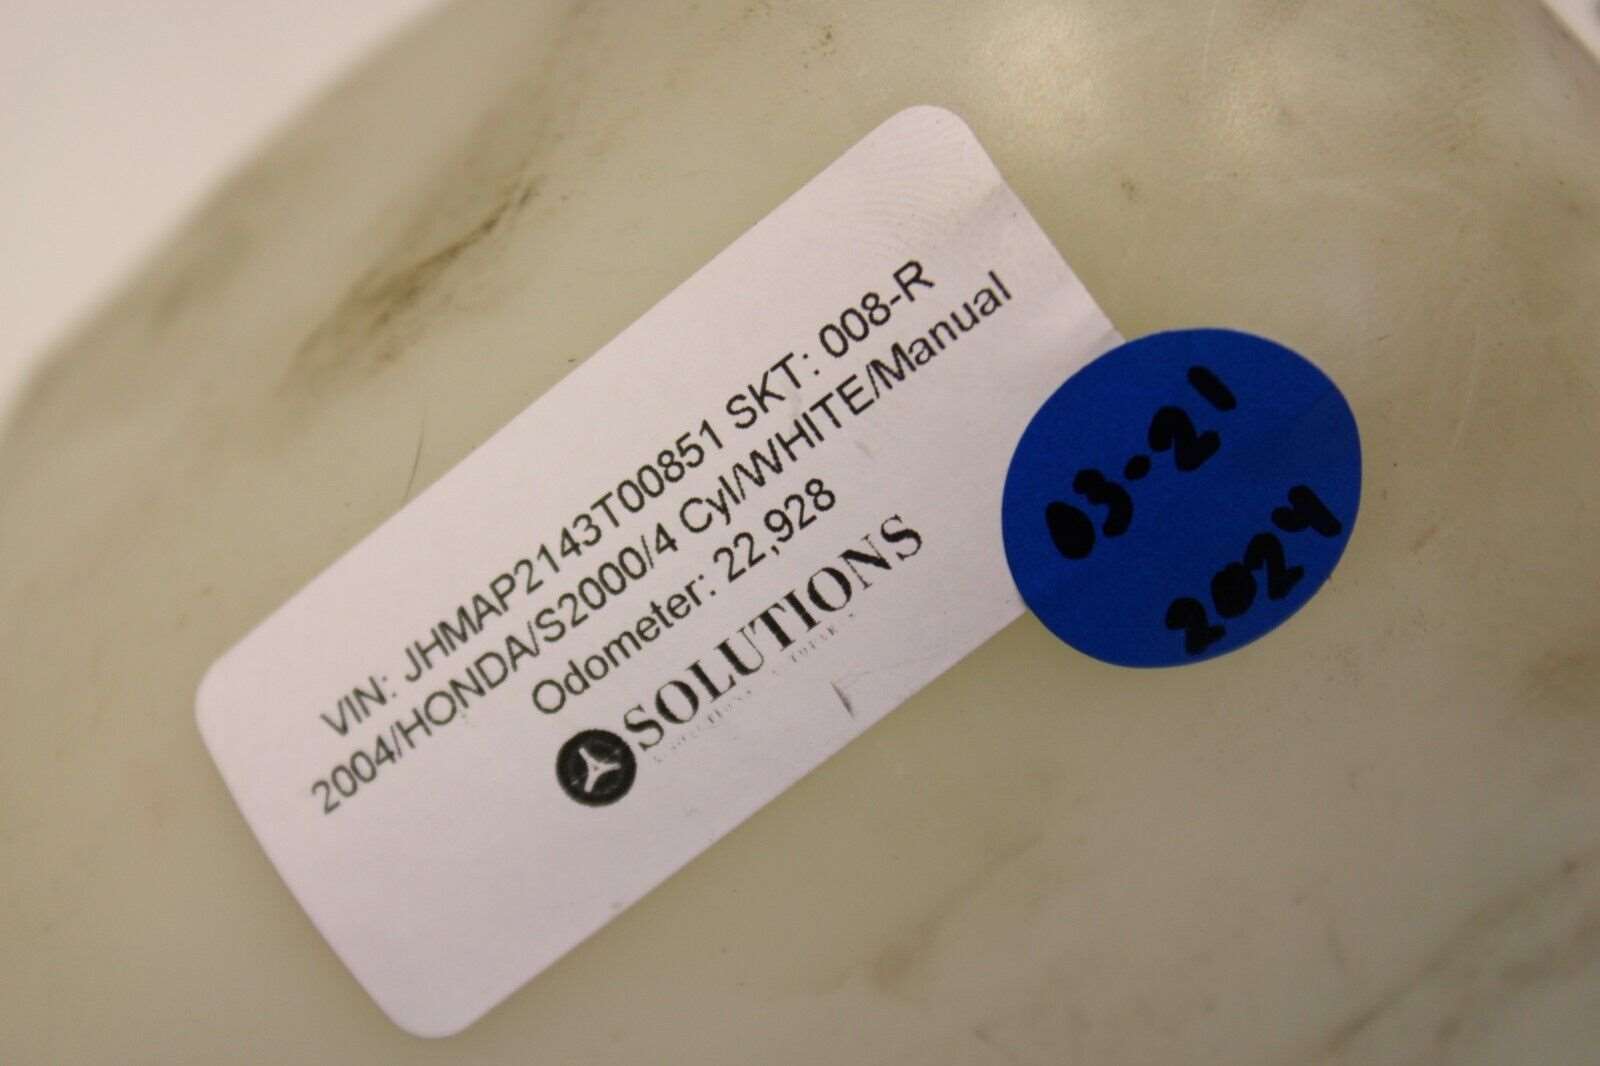 VIN: JHMAP2143T00851 SKT: 008-R
2004/HONDA/S2000/4 Cyl/WHITE/Manual
Odometer: 22,928
SOLUTIONS
03-21
2024